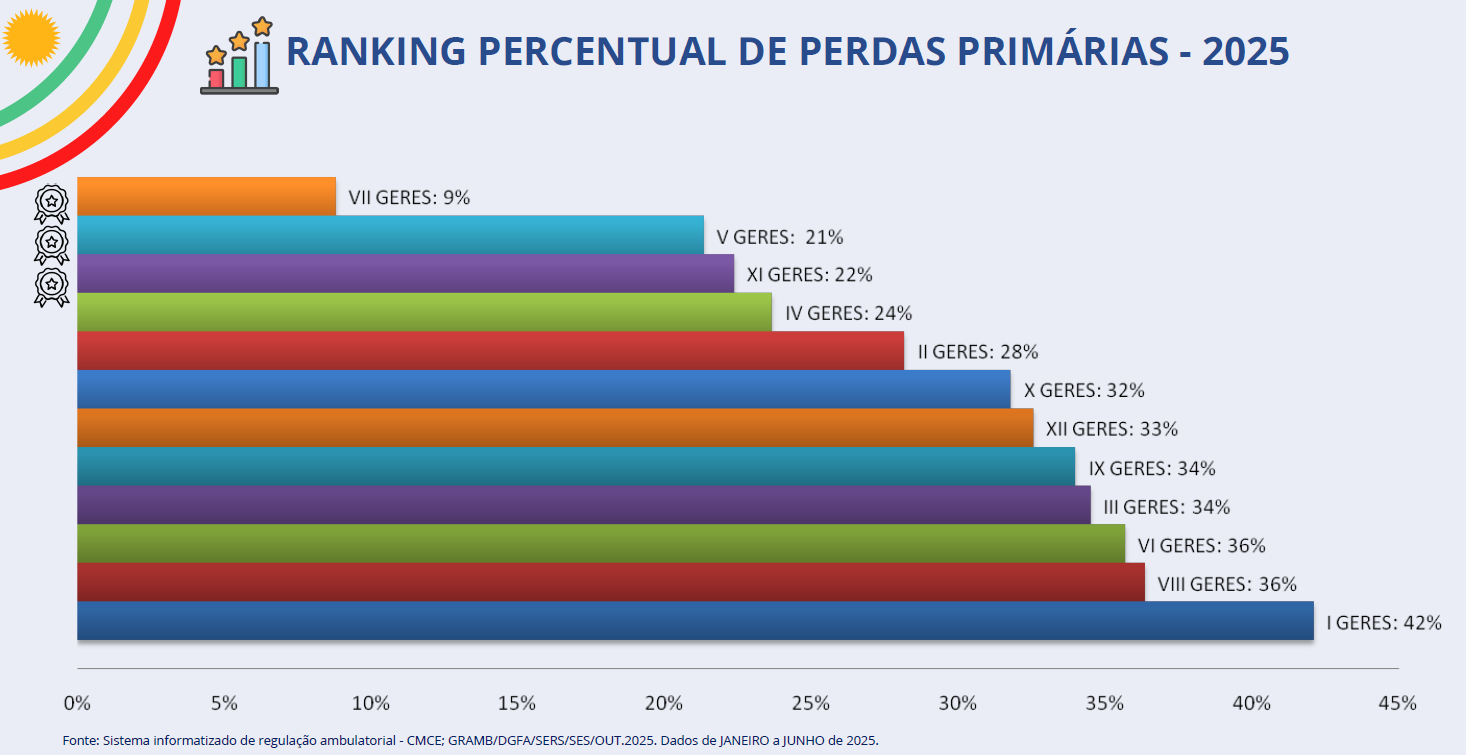 RANKING PERCENTUAL DE PERDAS PRIMÁRIAS - 2025
VII GERES: 9%
V GERES:  21%
XI GERES: 22%
IV GERES: 24%
II GERES: 28%
X GERES: 32%
XII GERES: 33%
IX GERES: 34%
III GERES: 34%
VI GERES: 36%
VIII GERES: 36%
I GERES: 42%
0% 5% 10% 15% 20% 25% 30% 35% 40% 45%
Fonte: Sistema informatizado de regulação ambulatorial - CMCE; GRAMB/DGFA/SERS/SES/OUT.2025. Dados de JANEIRO a JUNHO de 2025.